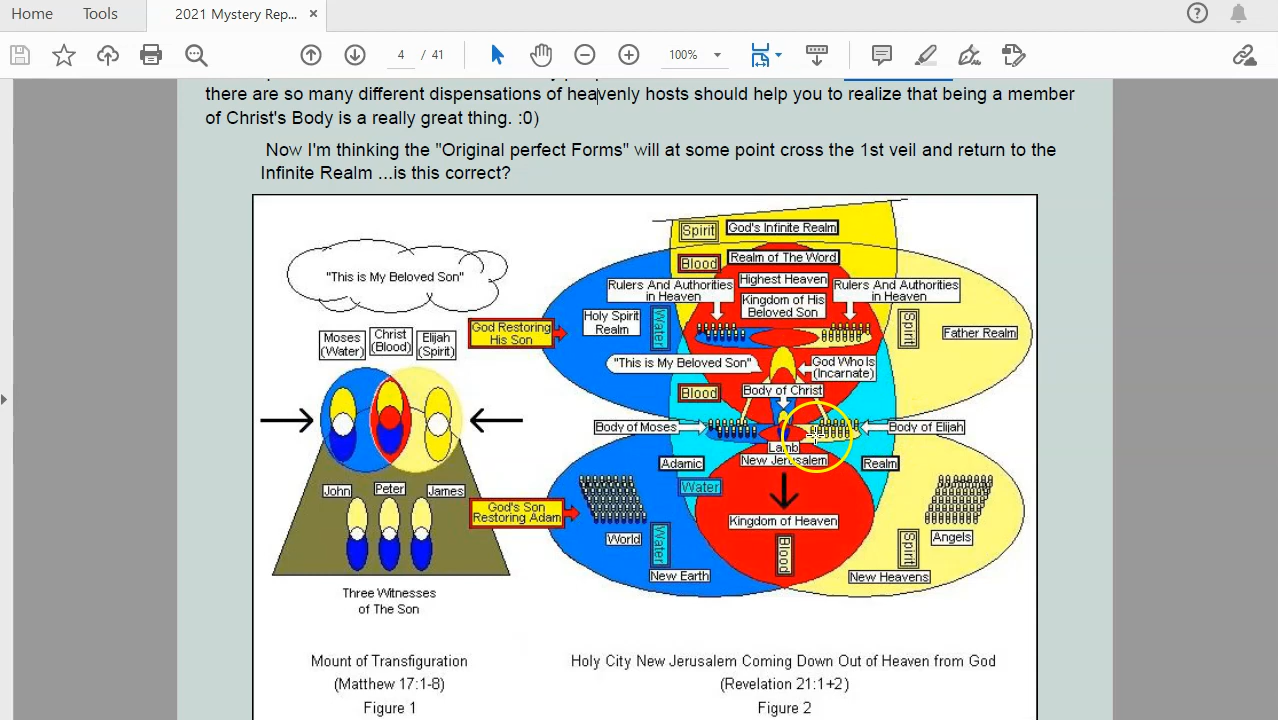 Home
Tools
2021 Mystery Rep...
×
4 / 41
100%
there are so many different dispensations of heavenly hosts should help you to realize that being a member
of Christ's Body is a really great thing. :0)
Now I'm thinking the "Original perfect Forms" will at some point cross the 1st veil and return to the
Infinite Realm ...is this correct?
"This is My Beloved Son"
Moses
(Water)
Christ
(Blood)
Elijah
(Spirit)
John
Peter
James
Three Witnesses
of The Son
Mount of Transfiguration
(Matthew 17:1-8)
Figure 1
God Restoring
His Son
God's Son
Restoring Adam
Spirit
God's Infinite Realm
Blood
Realm of The Word
Highest Heaven
Rulers And Authorities
in Heaven
Kingdom of His
Beloved Son
Rulers And Authorities
in Heaven
Holy Spirit
Realm
Water
Spirit
Father Realm
"This is My Beloved Son"
God Who Is
(Incarnate)
Blood
Body of Christ
Body of Moses
Body of Elijah
Lamb
New Jerusalem
Adamic
Realm
Water
Kingdom of Heaven
World
Water
Blood
Spirit
Angels
New Earth
New Heavens
Holy City New Jerusalem Coming Down Out of Heaven from God
(Revelation 21:1+2)
Figure 2